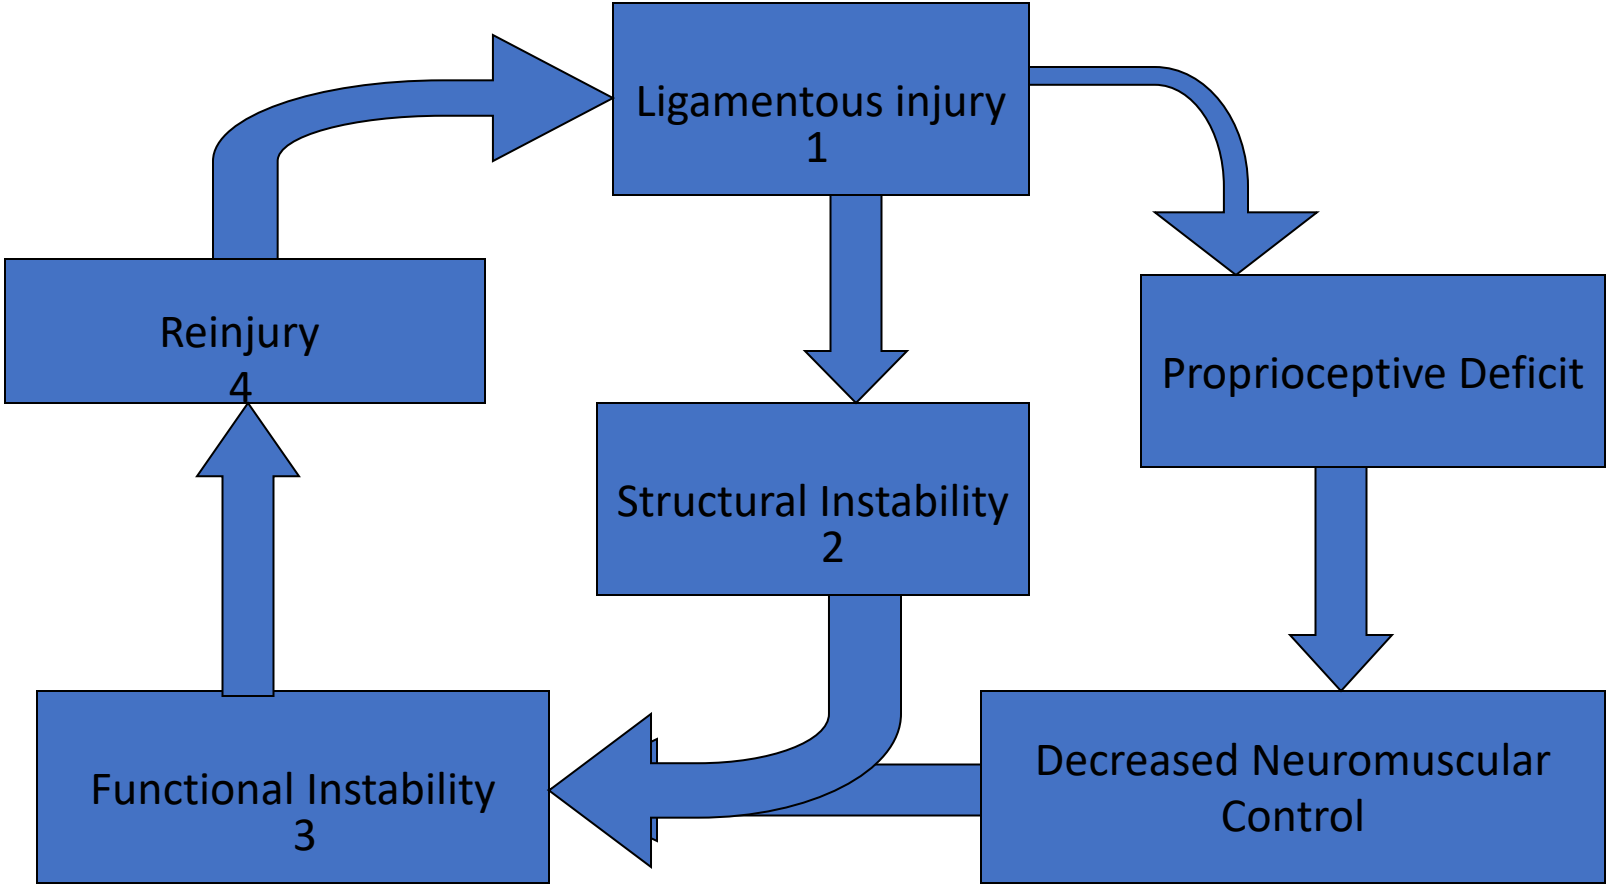 Ligamentous injury
1
Reinjury
4
Proprioceptive Deficit
Structural Instability
2
Functional Instability
3
Decreased Neuromuscular
Control